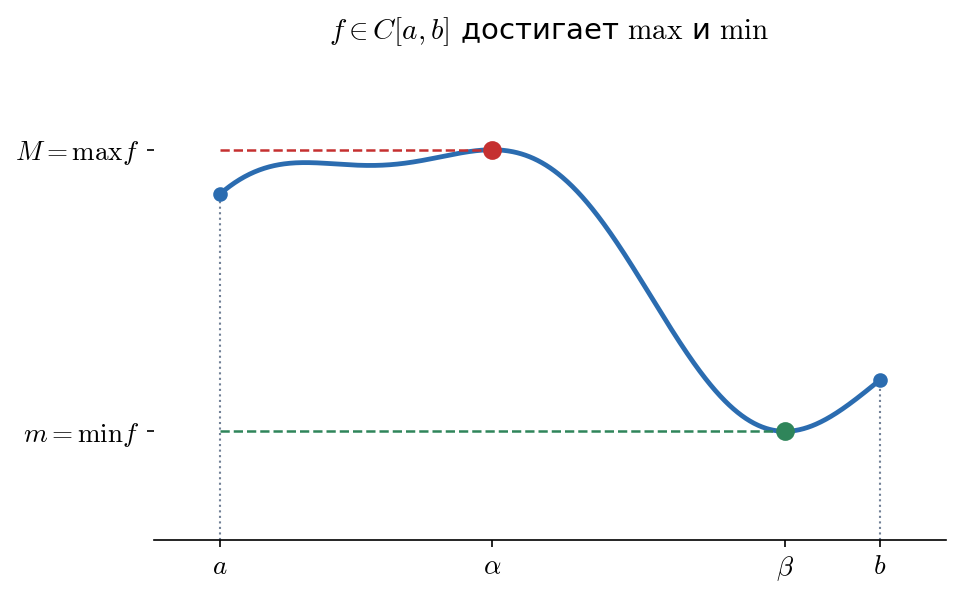 f ∈ C[a, b] достигает max и min
M = max f
m = min f
a
α
β
b